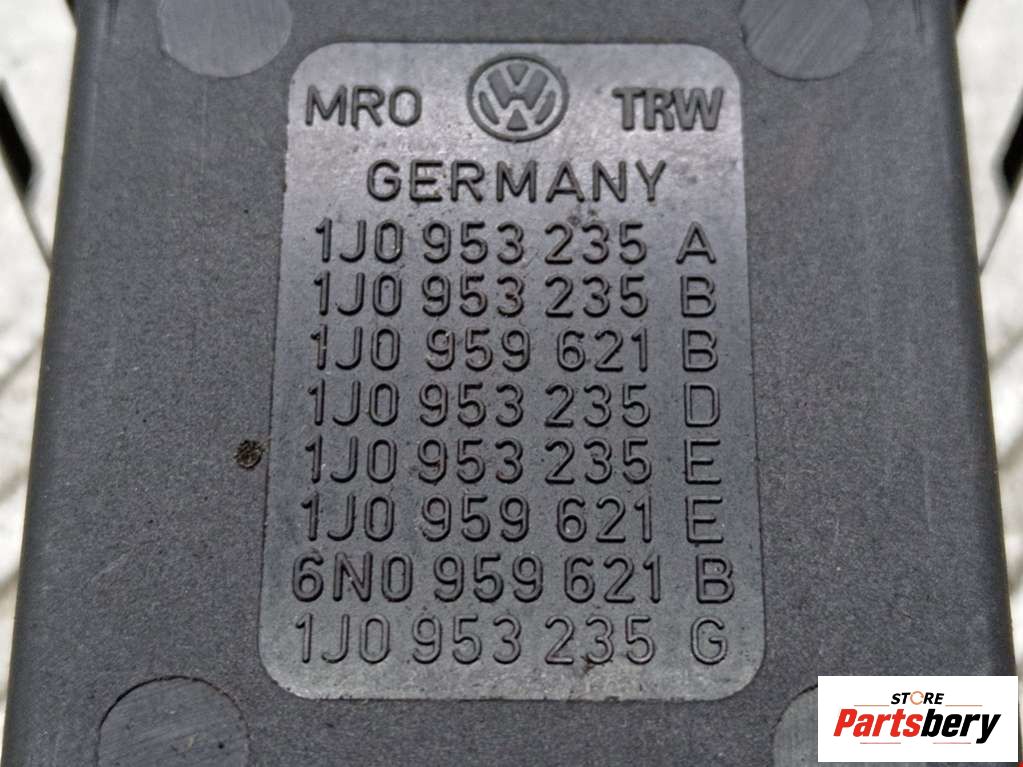 MRO VW TRW
GERMANY
1J0 953 235 A
1J0 953 235 B
1J0 959 621 B
1J0 953 235 D
1J0 953 235 E
1J0 959 621 E
6N0 959 621 B
1J0 953 235 G
STORE
Partsbery